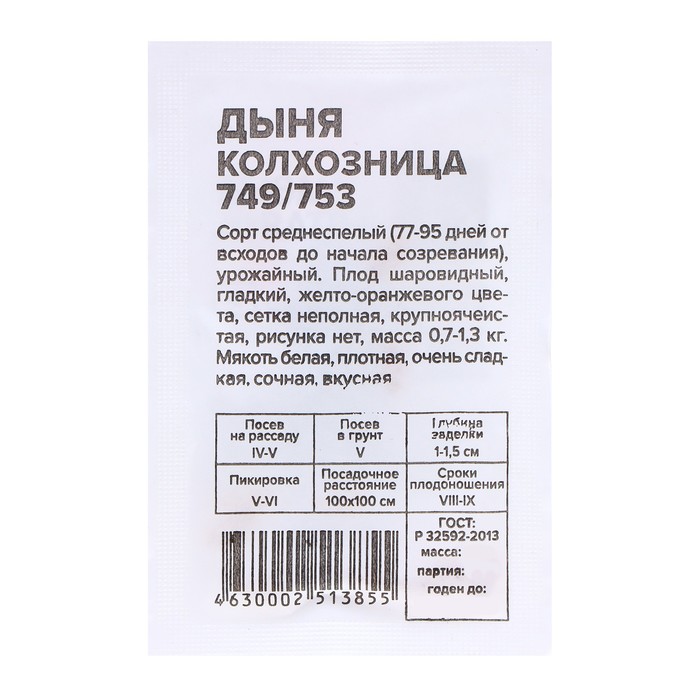 ДЫНЯ
КОЛХОЗНИЦА
749/753
Сорт среднеспелый (77-95 дней от
всходов до начала созревания),
урожайный. Плод шаровидный,
гладкий, желто-оранжевого цве-
та, сетка неполная, крупноячеис-
тая, рисунка нет, масса 0,7-1,3 кг.
Мякоть белая, плотная, очень слад-
кая, сочная, вкусная
Посев
на рассаду
IV-V
Посев
в грунт
V
Глубина
заделки
1-1,5 см
Пикировка
V-VI
Посадочное
расстояние
100х100 см
Сроки
плодоношения
VIII-IX
ГОСТ:
Р 32592-2013
масса:
партия:
годен до:
4 630002 513855